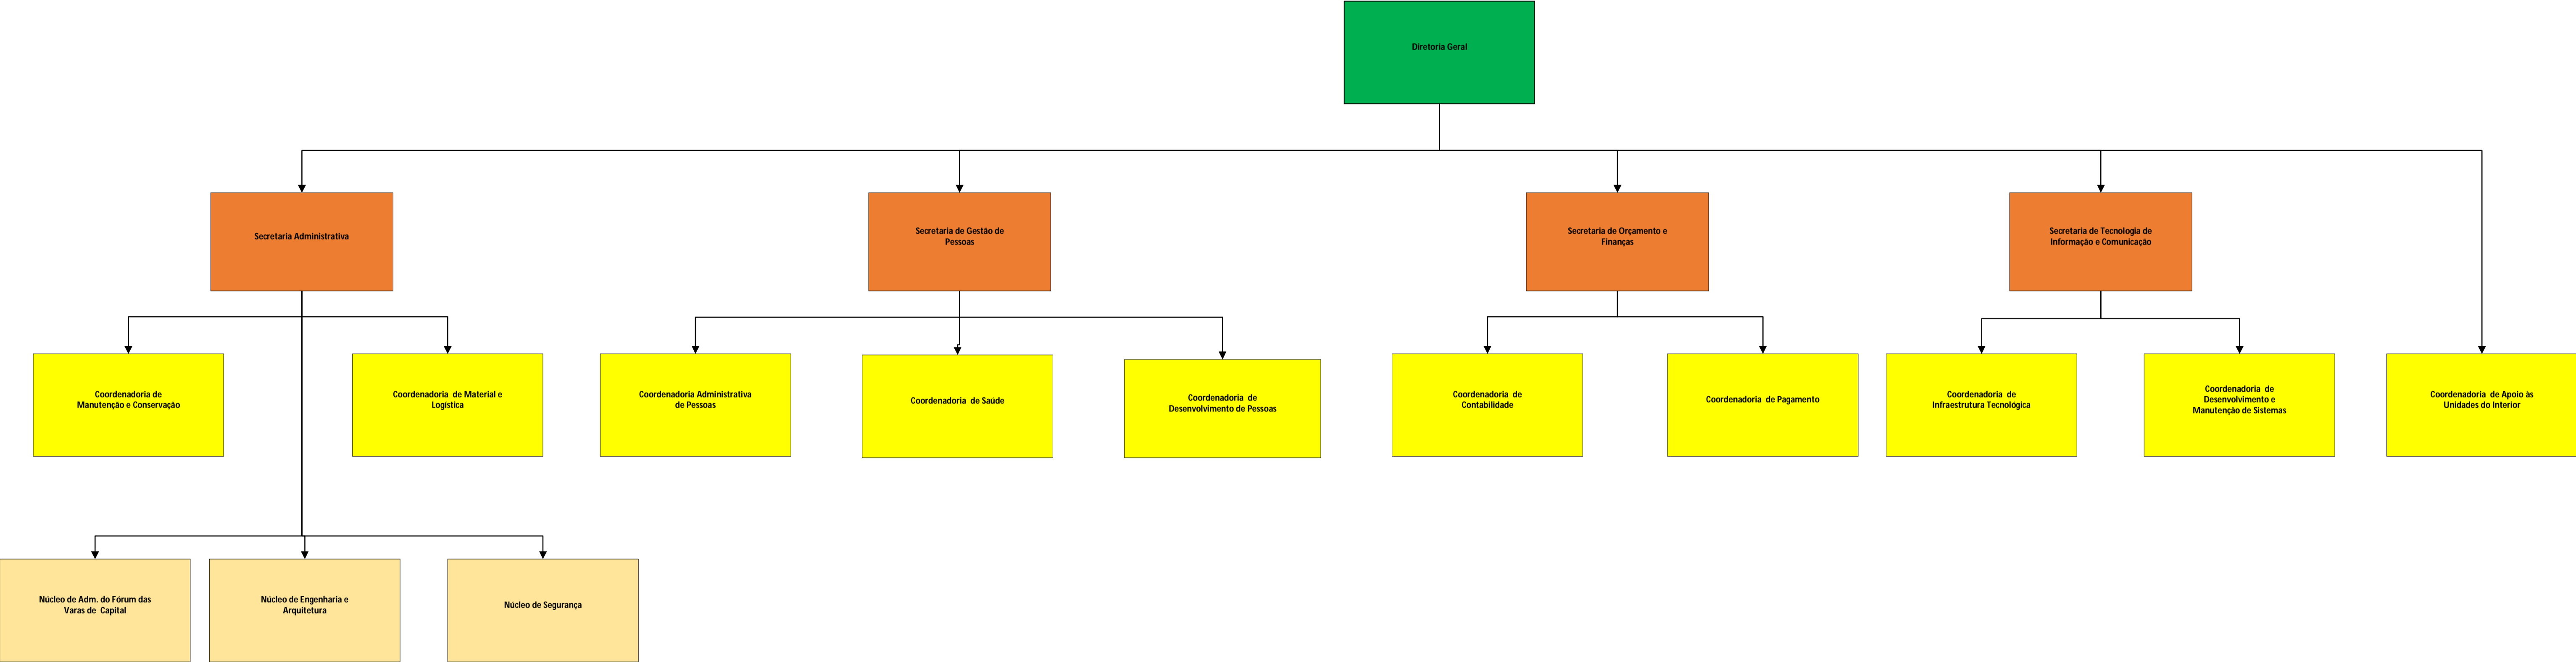 Diretoria Geral
Secretaria Administrativa
Secretaria de Gestão de
Pessoas
Secretaria de Orçamento e
Finanças
Secretaria de Tecnologia de
Informação e Comunicação
Coordenadoria de
Manutenção e Conservação
Coordenadoria de Material e
Logística
Coordenadoria Administrativa
de Pessoas
Coordenadoria de Saúde
Coordenadoria de
Desenvolvimento de Pessoas
Coordenadoria de
Contabilidade
Coordenadoria de Pagamento
Coordenadoria de
Infraestrutura Tecnológica
Coordenadoria de
Desenvolvimento e
Manutenção de Sistemas
Coordenadoria de Apoio às
Unidades do Interior
Núcleo de Adm. do Fórum das
Varas de Capital
Núcleo de Engenharia e
Arquitetura
Núcleo de Segurança